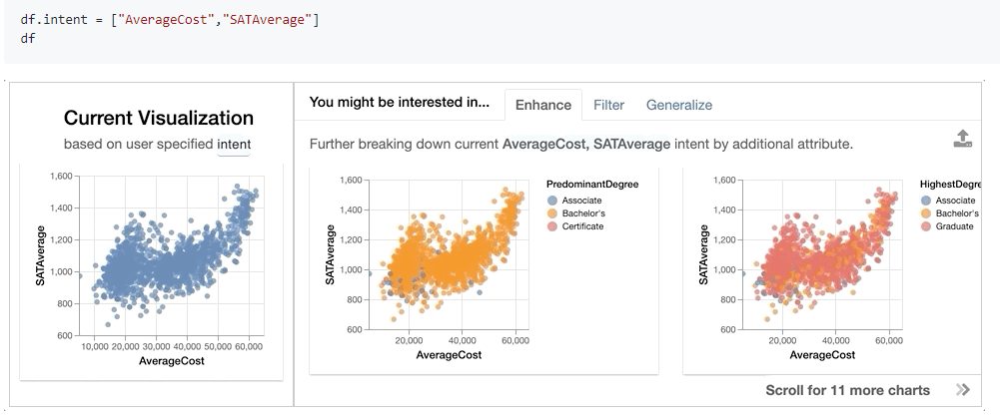 df.intent = ["AverageCost","SATAverage"]
df
Current Visualization
based on user specified intent
1,600
1,400
1,200
1,000
800
600
SATAverage
10,000 20,000 30,000 40,000 50,000 60,000
AverageCost
You might be interested in...
Enhance
Filter
Generalize
Further breaking down current AverageCost, SATAverage intent by additional attribute.
1,600
1,400
1,200
1,000
800
600
SATAverage
20,000 40,000 60,000
AverageCost
PredominantDegree
Associate
Bachelor's
Certificate
1,600
1,400
1,200
1,000
800
600
SATAverage
20,000 40,000 60,000
AverageCost
HighestDegre
Associate
Bachelor's
Graduate
Scroll for 11 more charts